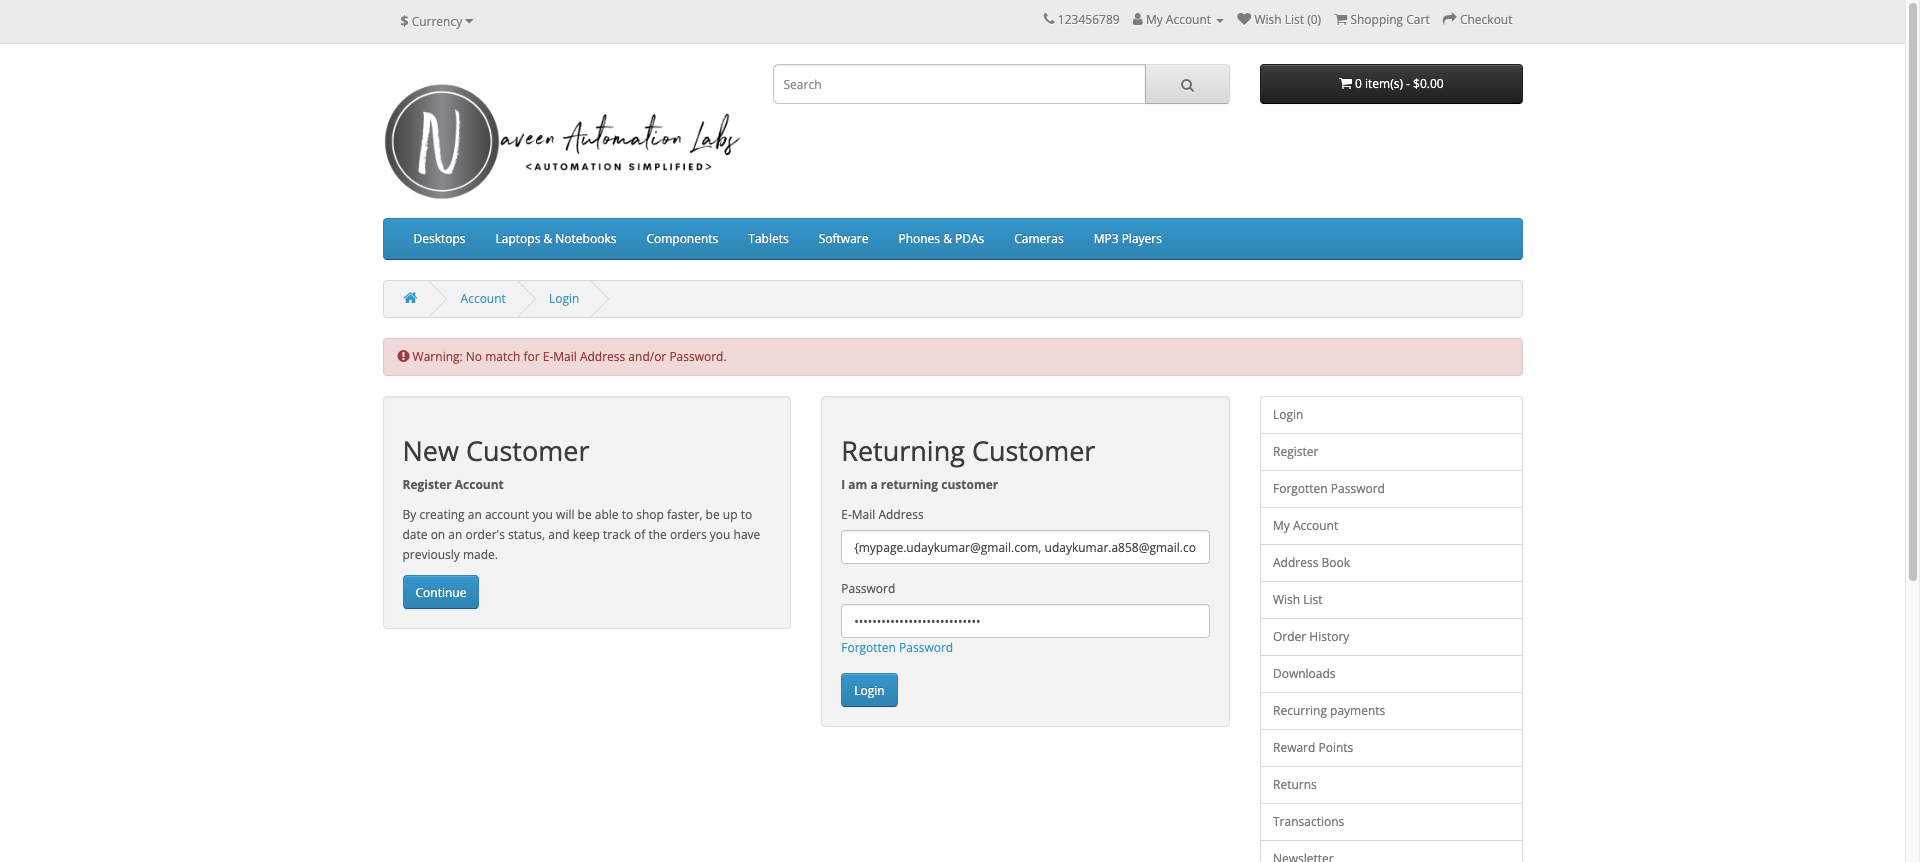 $ Currency
123456789 My Account Wish List (0) Shopping Cart Checkout
Search
0 item(s) - $0.00
Naveen Automation Labs
<AUTOMATION SIMPLIFIED>
Desktops Laptops & Notebooks Components Tablets Software Phones & PDAs Cameras MP3 Players
Account Login
Warning: No match for E-Mail Address and/or Password.
New Customer
Register Account
By creating an account you will be able to shop faster, be up to
date on an order's status, and keep track of the orders you have
previously made.
Continue
Returning Customer
I am a returning customer
E-Mail Address
{mypage.udaykumar@gmail.com, udaykumar.a858@gmail.co
Password
Forgotten Password
Login
Login
Register
Forgotten Password
My Account
Address Book
Wish List
Order History
Downloads
Recurring payments
Reward Points
Returns
Transactions
Newsletter